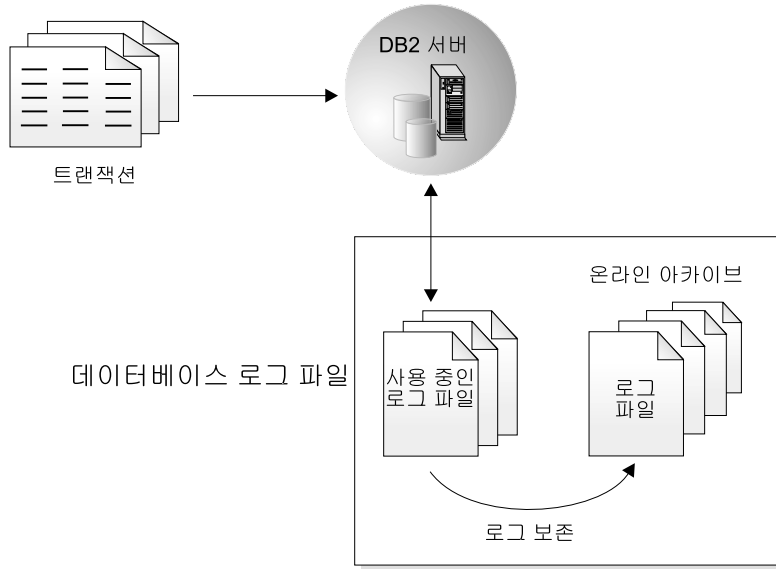 DB2 서버
트랜잭션
온라인 아카이브
데이터베이스 로그 파일
사용 중인
로그 파일
로그
파일
로그 보존